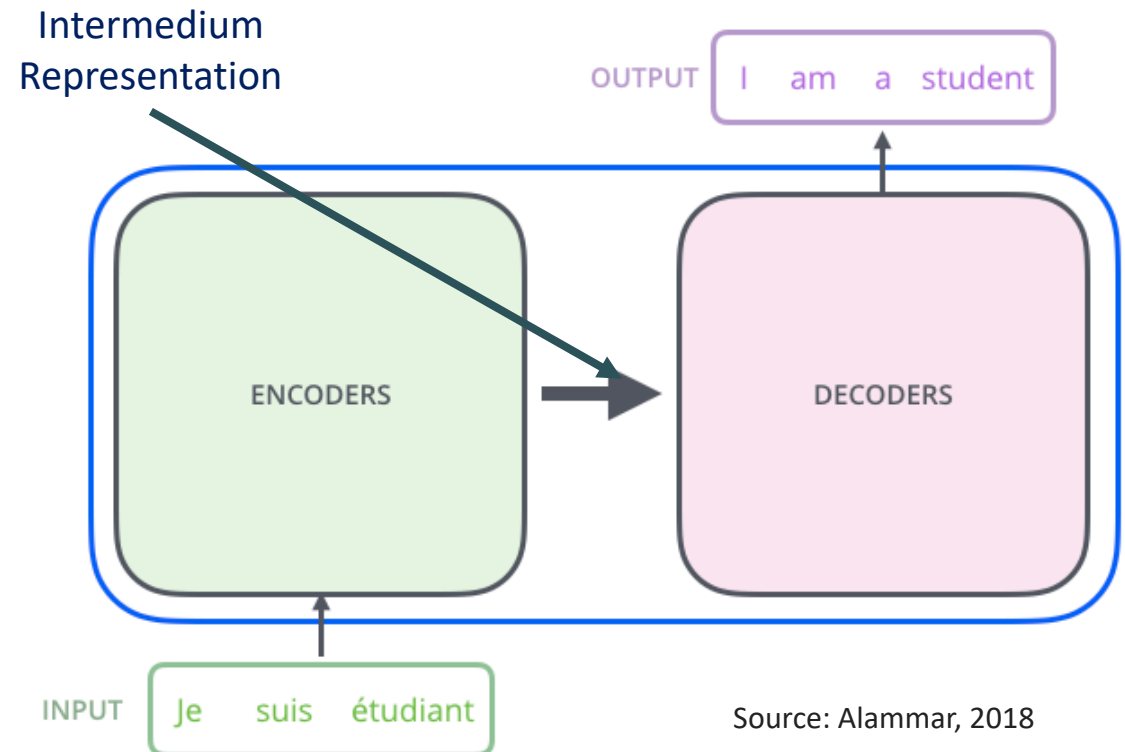 Intermedium
Representation
OUTPUT I am a student
ENCODERS
DECODERS
INPUT Je suis étudiant
Source: Alammar, 2018